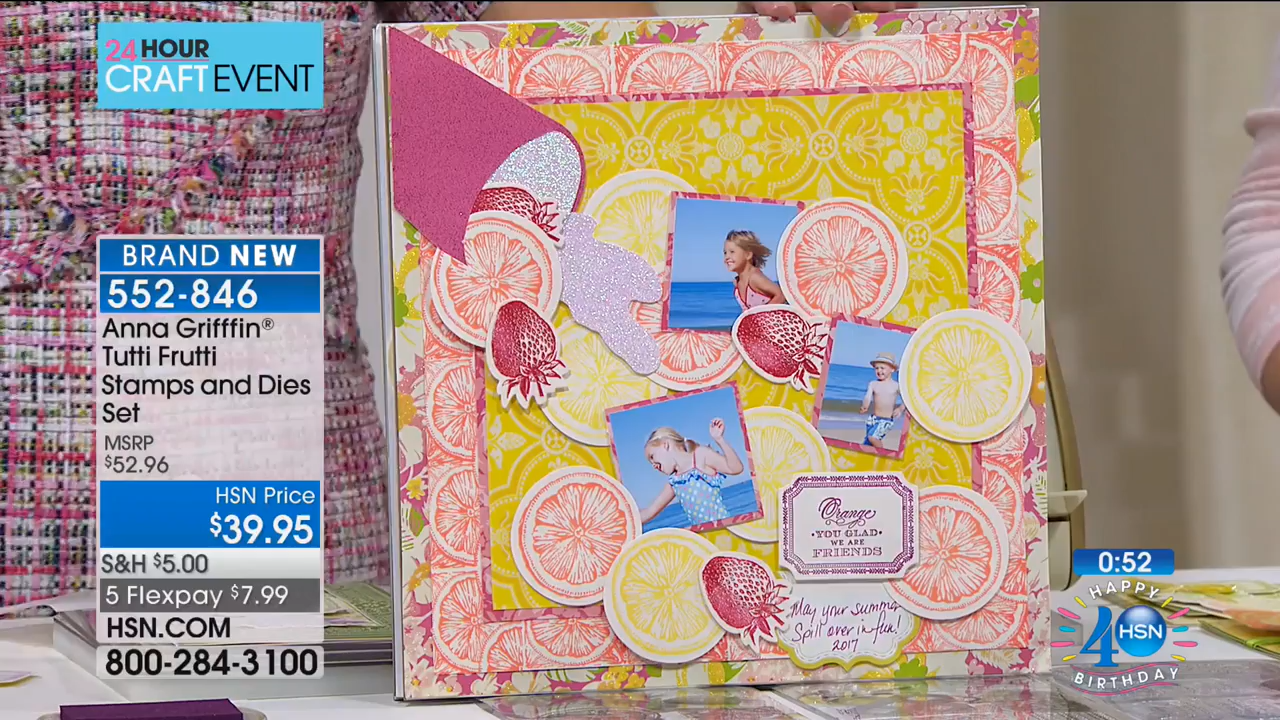 24 HOUR
CRAFT EVENT
BRAND NEW
552-846
Anna Grifffin®
Tutti Frutti
Stamps and Dies
Set
MSRP
$52.96
HSN Price
$39.95
S&H $5.00
5 Flexpay $7.99
HSN.COM
800-284-3100
Orange
•YOU GLAD•
WE ARE
FRIENDS
May your summer
Spill over in fun!
2017
0:52
HAPPY
40 HSN
BIRTHDAY